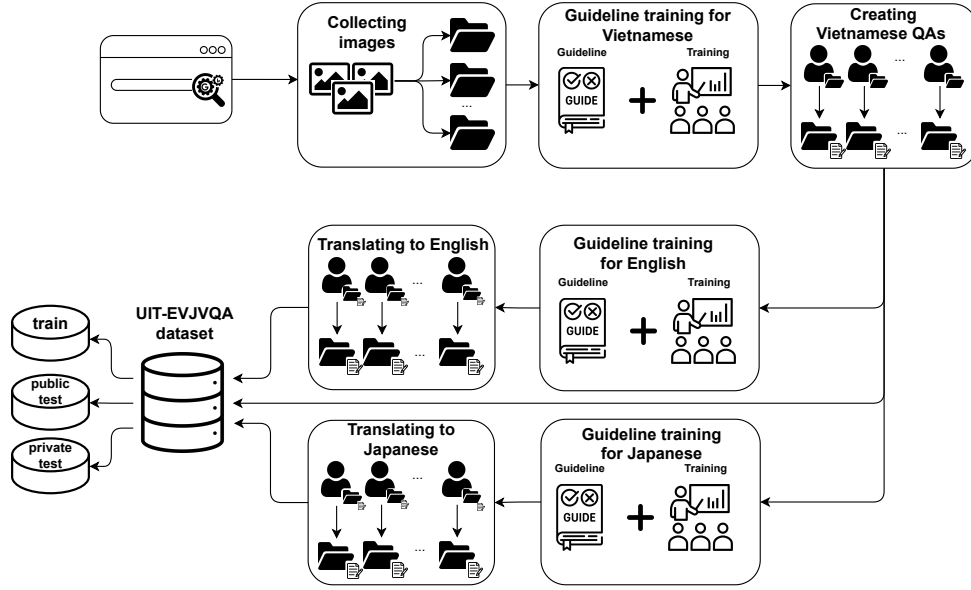 Collecting
images
...
Guideline training for
Vietnamese
Guideline
Training
GUIDE
Creating
Vietnamese QAs
...
...
Translating to English
...
...
Guideline training
for English
Guideline
Training
GUIDE
UIT-EVJVQA
dataset
train
public
test
private
test
Translating to
Japanese
...
...
Guideline training
for Japanese
Guideline
Training
GUIDE